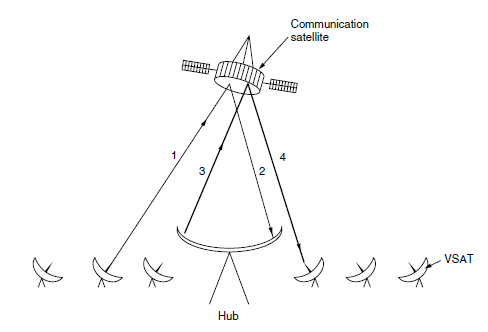 Communication
satellite
1
3
2
4
VSAT
Hub